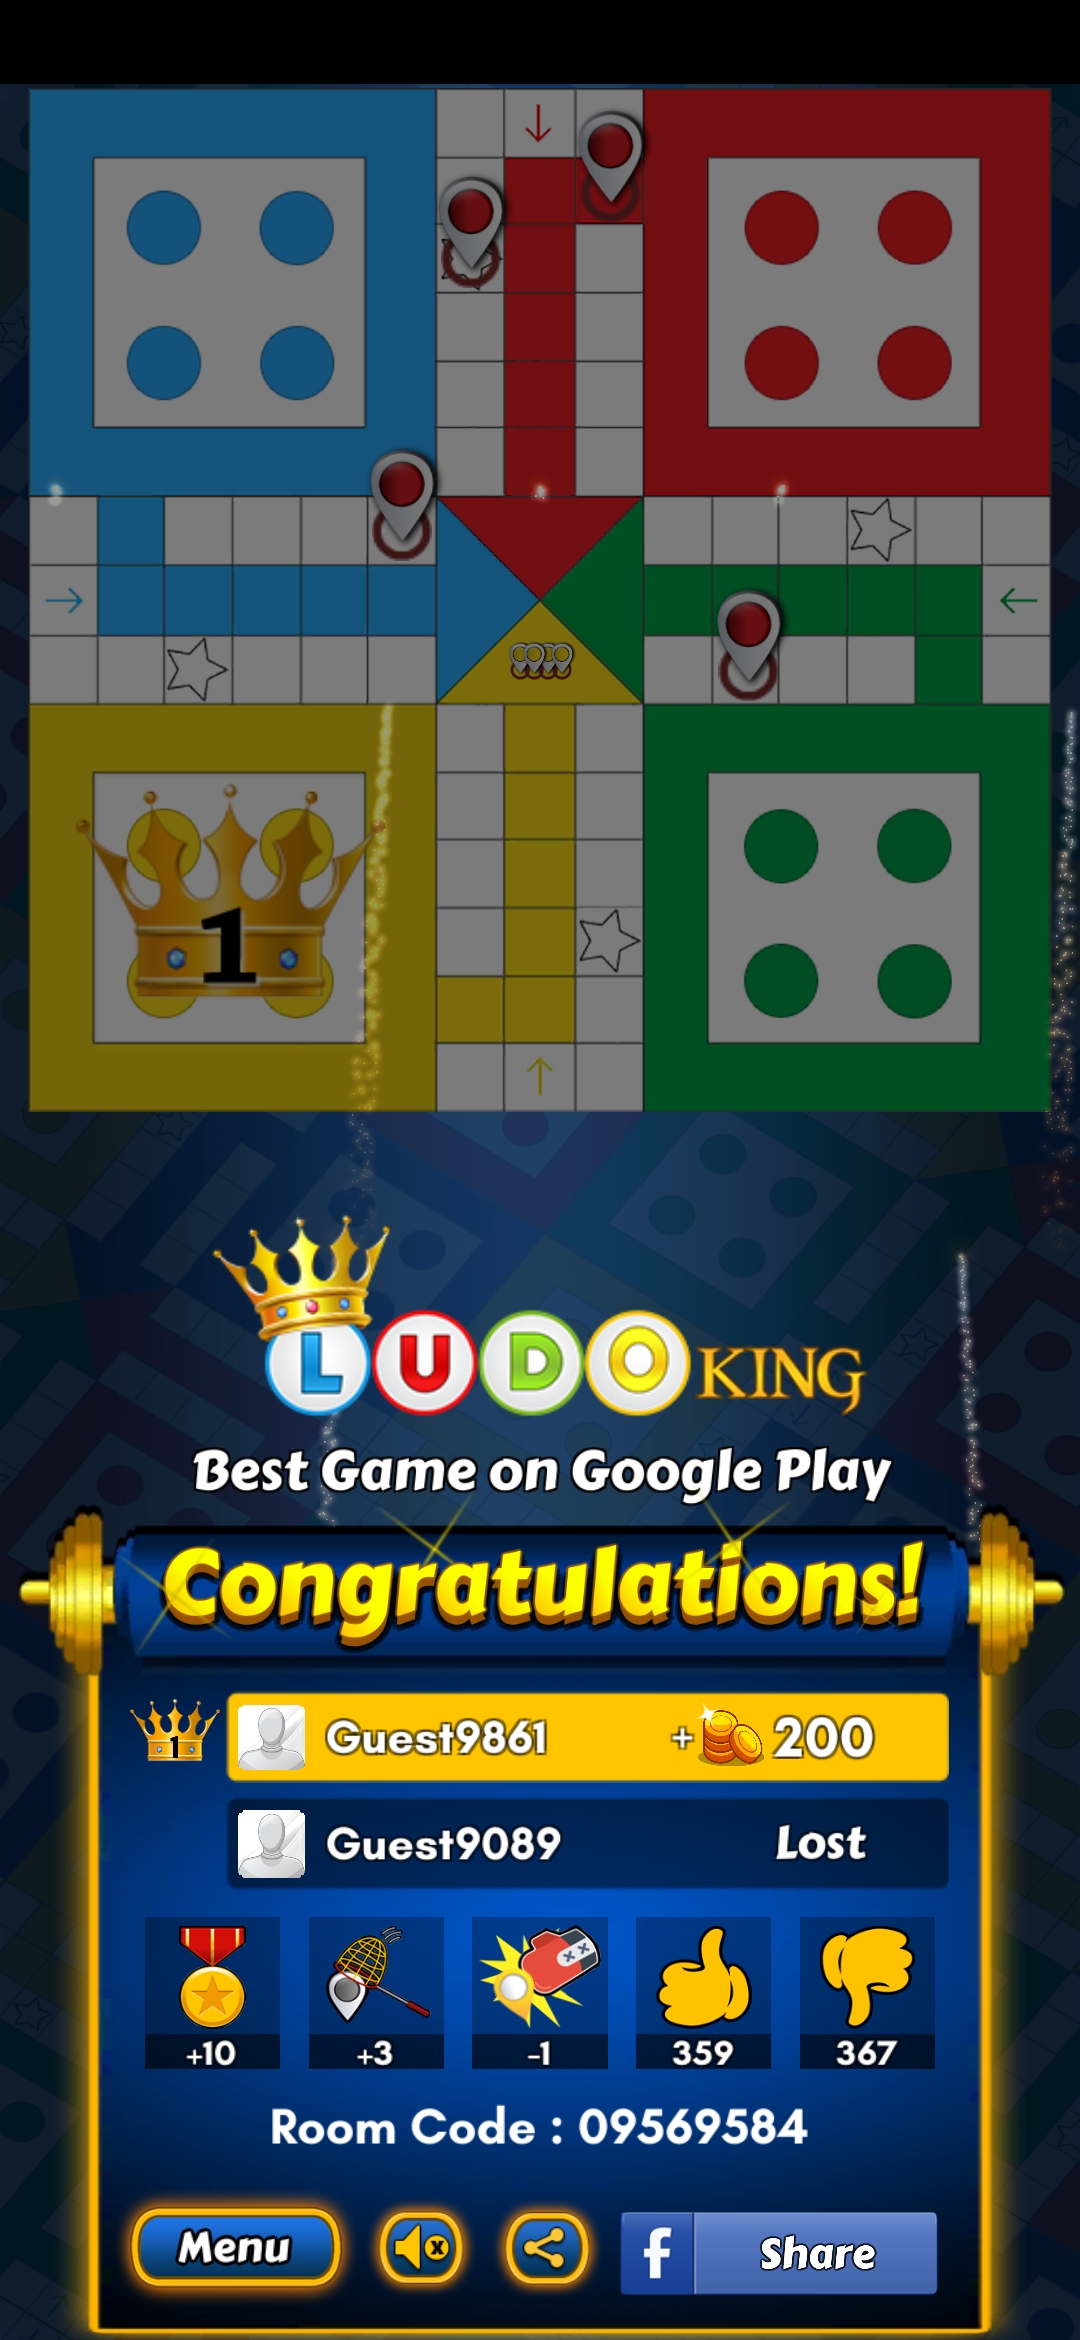 1
LUDO KING
Best Game on Google Play
Congratulations!
1 Guest9861 + 200
Guest9089 Lost
+10 +3 -1 359 367
Room Code : 09569584
Menu x f Share